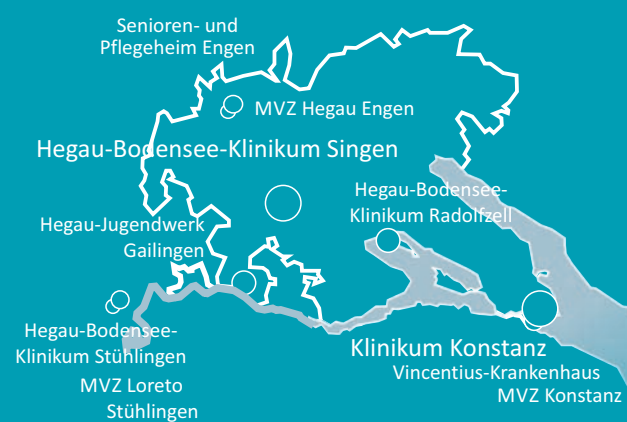 Senioren- und
Pflegeheim Engen
MVZ Hegau Engen
Hegau-Bodensee-Klinikum Singen
Hegau-Bodensee-
Klinikum Radolfzell
Hegau-Jugendwerk
Gailingen
Hegau-Bodensee-
Klinikum Stühlingen
MVZ Loreto
Stühlingen
Klinikum Konstanz
Vincentius-Krankenhaus
MVZ Konstanz